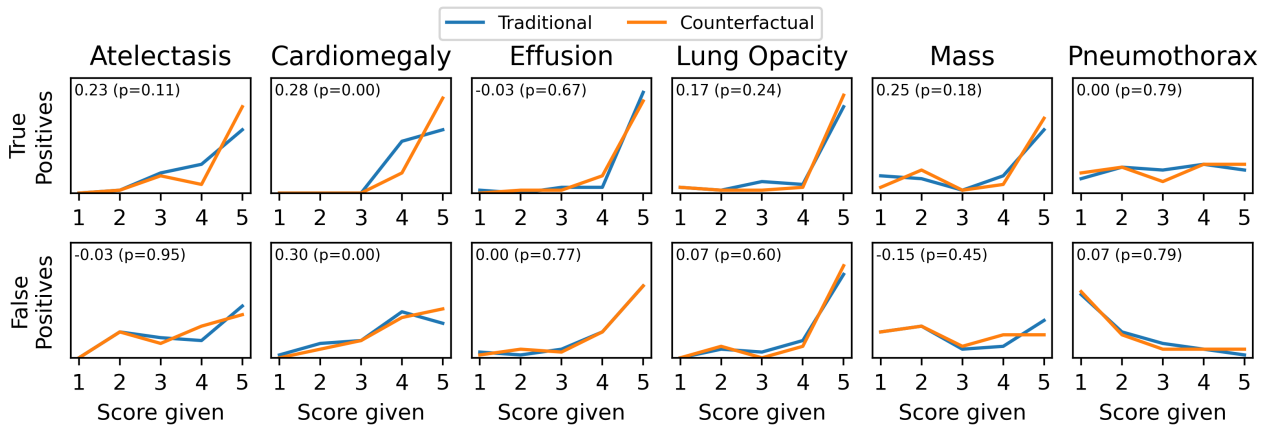 Traditional Counterfactual
Atelectasis Cardiomegaly Effusion Lung Opacity Mass Pneumothorax
True
Positives
0.23 (p=0.11) 0.28 (p=0.00) -0.03 (p=0.67) 0.17 (p=0.24) 0.25 (p=0.18) 0.00 (p=0.79)
1 2 3 4 5 1 2 3 4 5 1 2 3 4 5 1 2 3 4 5 1 2 3 4 5 1 2 3 4 5
False
Positives
-0.03 (p=0.95) 0.30 (p=0.00) 0.00 (p=0.77) 0.07 (p=0.60) -0.15 (p=0.45) 0.07 (p=0.79)
1 2 3 4 5 1 2 3 4 5 1 2 3 4 5 1 2 3 4 5 1 2 3 4 5 1 2 3 4 5
Score given Score given Score given Score given Score given Score given